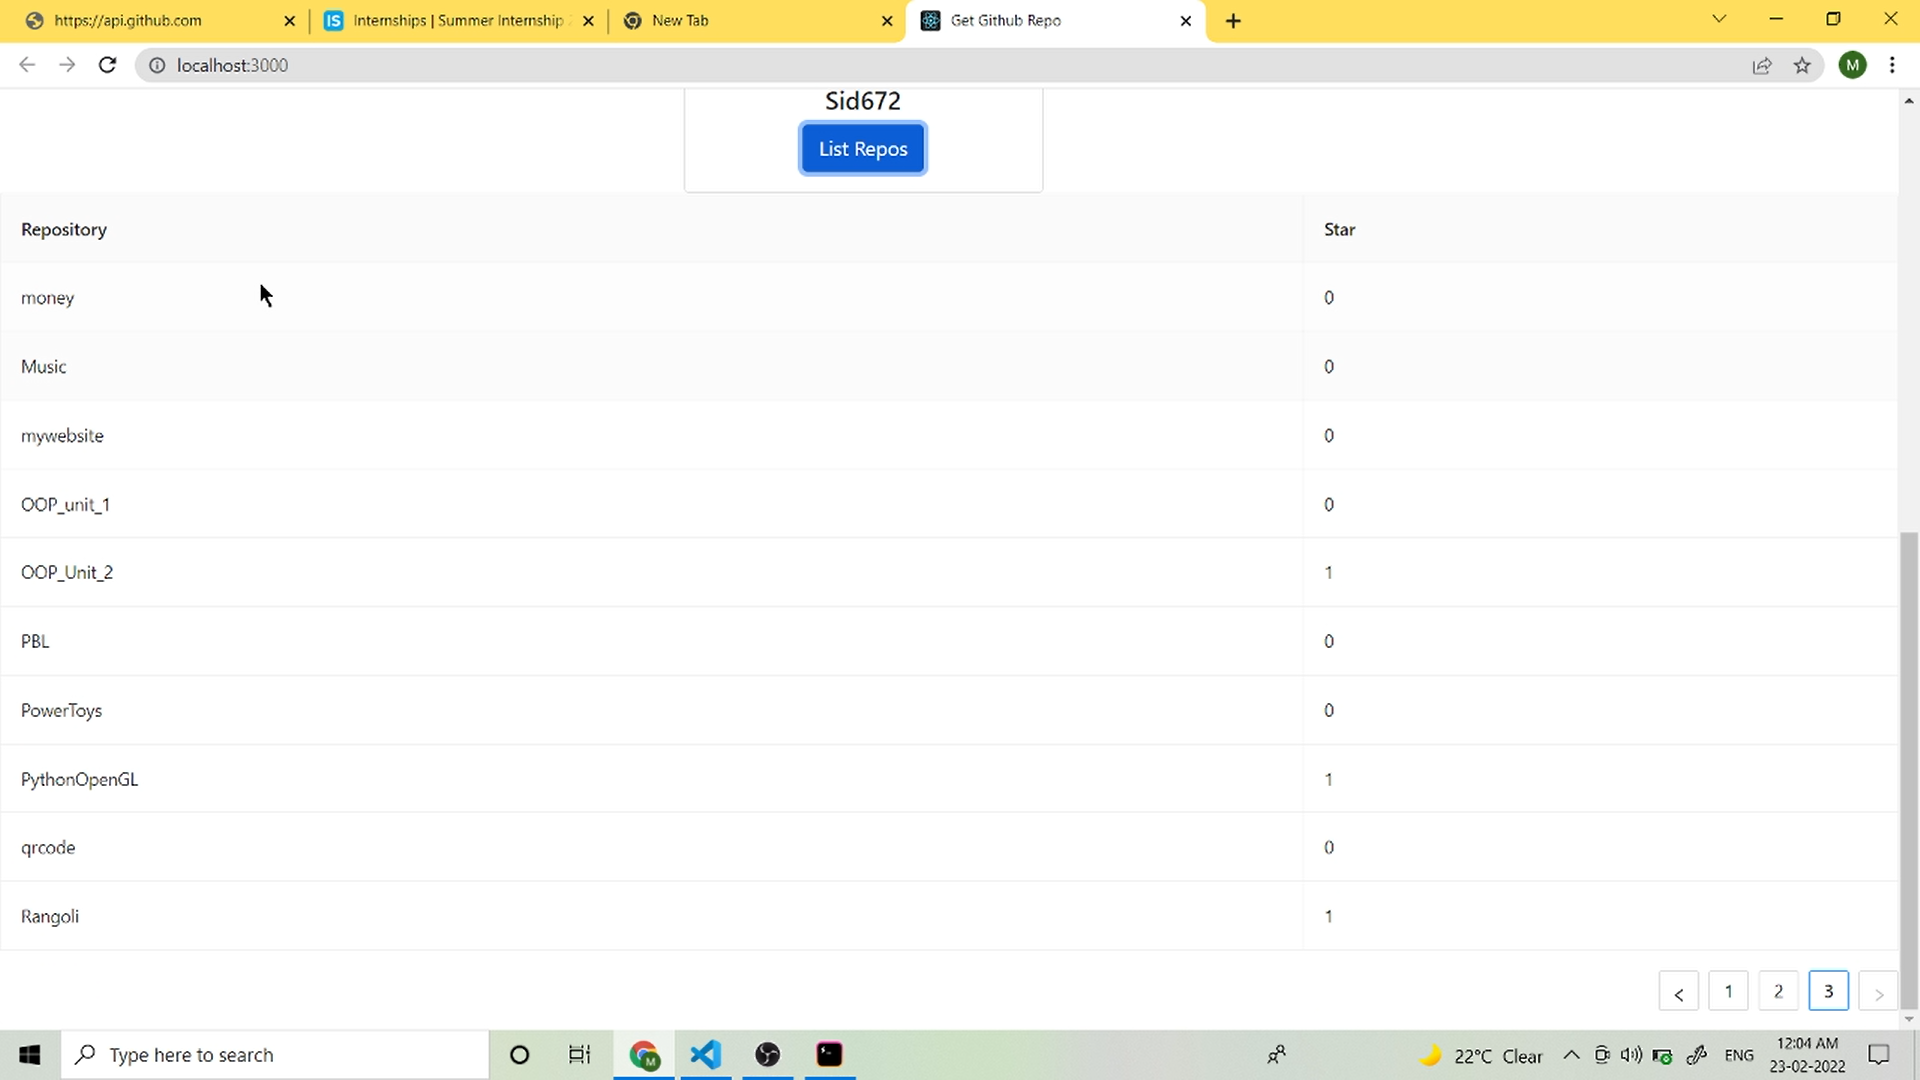 https://api.github.com
IS Internships | Summer Internship
New Tab
Get Github Repo
localhost:3000
M
Sid672
List Repos
Repository Star
money 0
Music 0
mywebsite 0
OOP_unit_1 0
OOP_Unit_2 1
PBL 0
PowerToys 0
PythonOpenGL 1
qrcode 0
Rangoli 1
< 1 2 3 >
Type here to search
M
22°C Clear
ENG
12:04 AM
23-02-2022